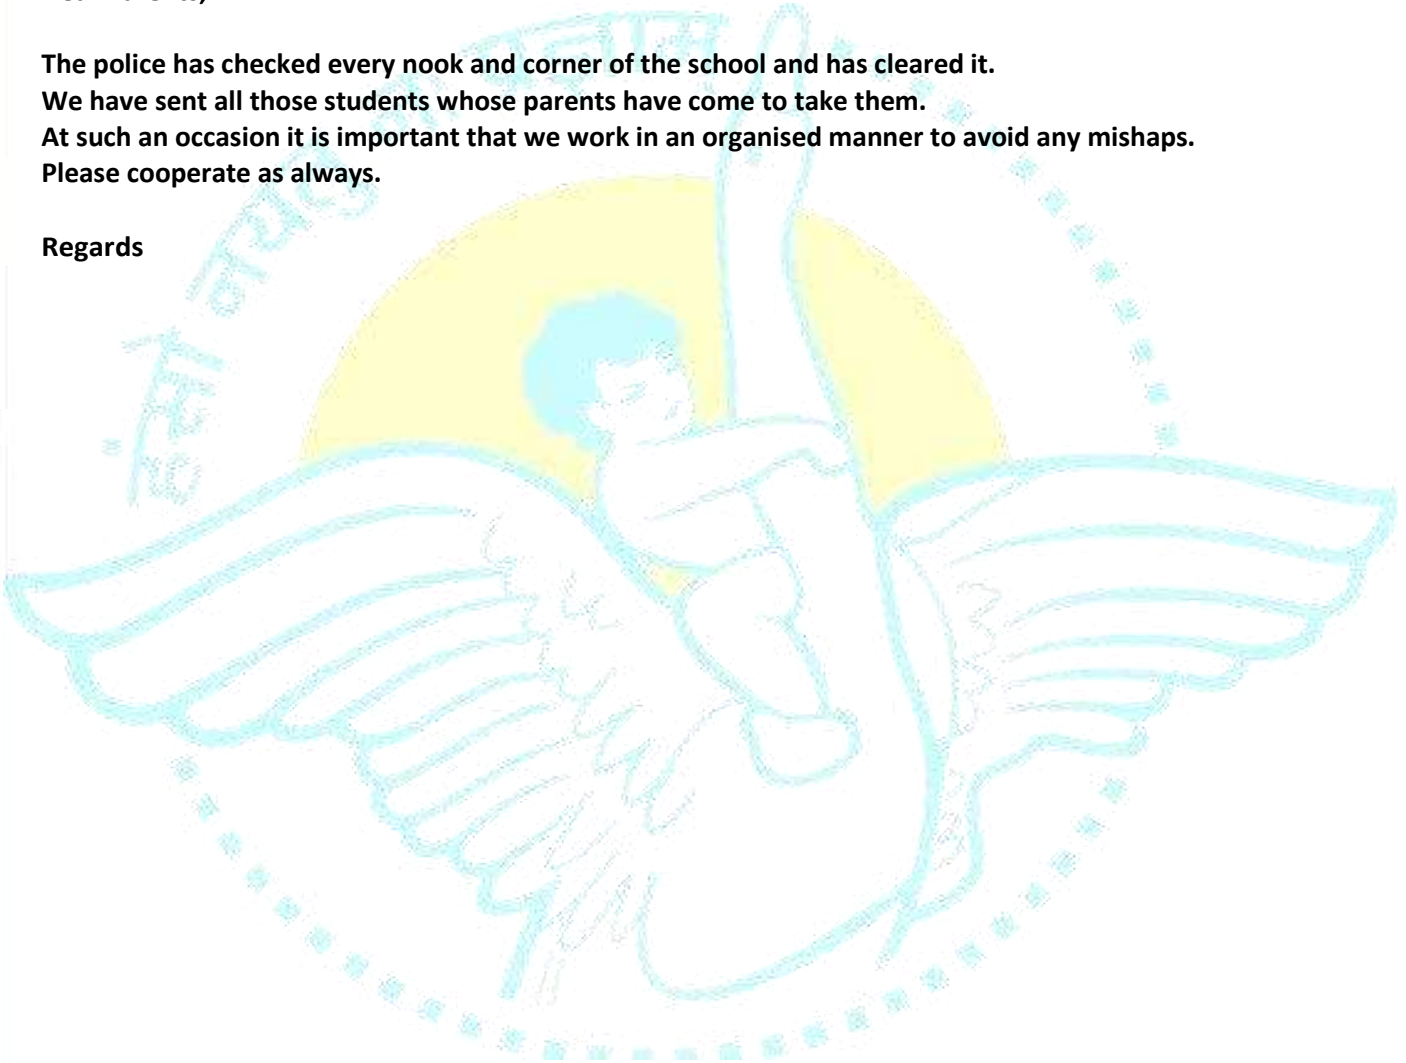 The police has checked every nook and corner of the school and has cleared it.
We have sent all those students whose parents have come to take them.
At such an occasion it is important that we work in an organised manner to avoid any mishaps.
Please cooperate as always.
Regards